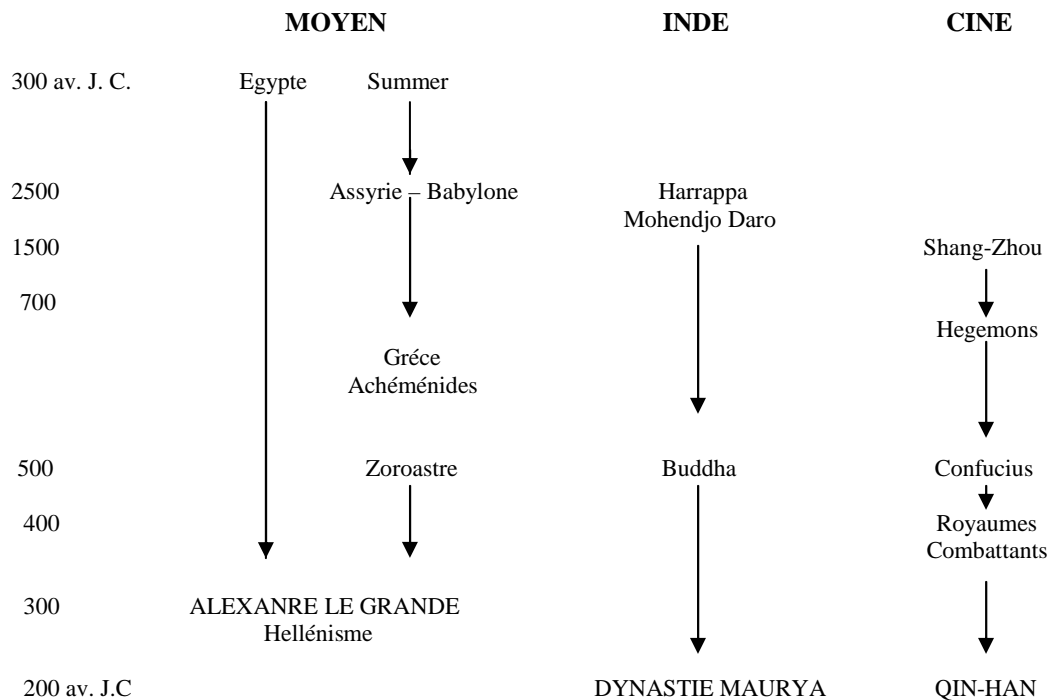 MOYEN INDE CINE
300 av. J. C. Egypte Summer
2500 Assyrie – Babylone Harrappa
Mohendjo Daro
1500 Shang-Zhou
700
Hegemons
Gréce
Achéménides
500 Zoroastre Buddha Confucius
400 Royaumes
Combattants
300 ALEXANRE LE GRANDE
Hellénisme
200 av. J.C DYNASTIE MAURYA QIN-HAN